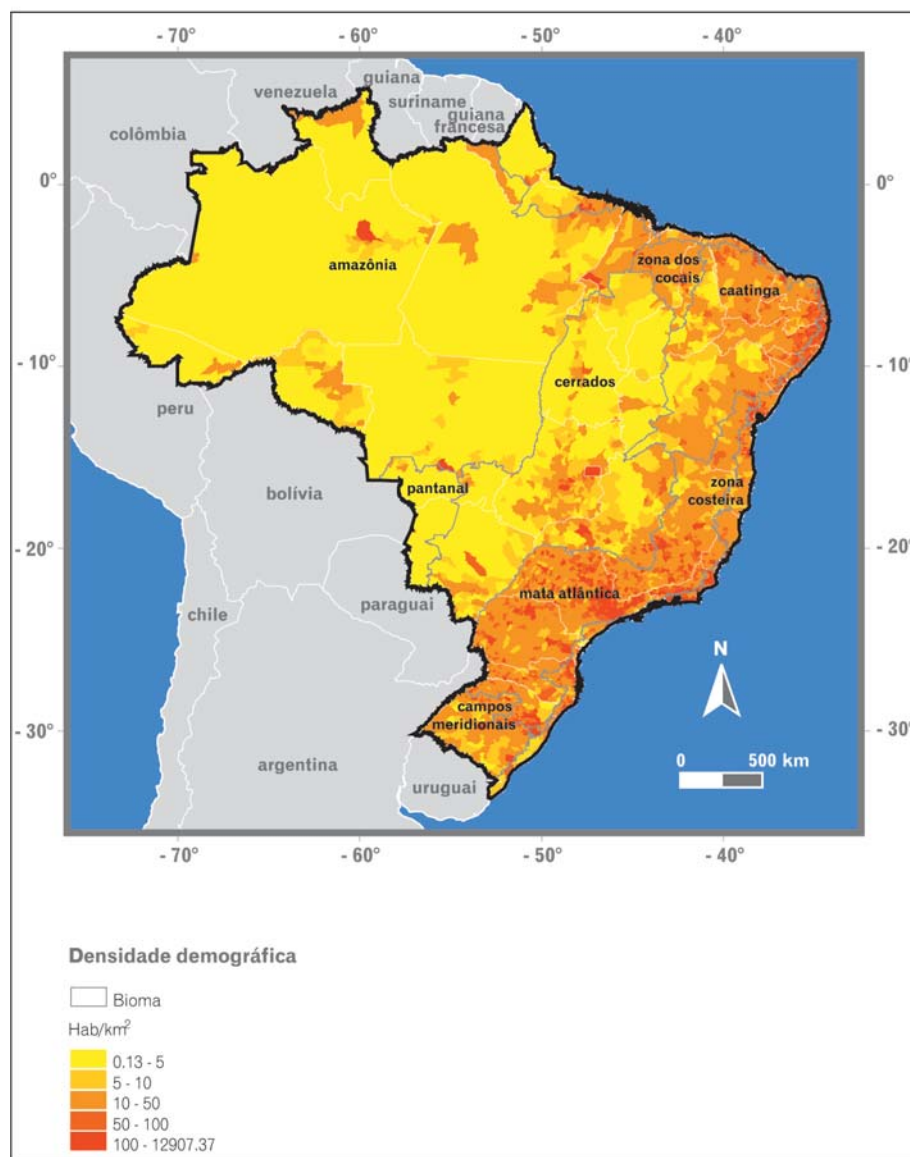 - 70° - 60° - 50° - 40°
guiana
venezuela
suriname
guiana
francesa
colômbia
0° 0°
zona dos
cocais
amazônia
caatinga
- 10° - 10°
cerrados
peru
zona
costeira
pantanal
bolívia
- 20° - 20°
mata atlântica
paraguai
chile
N
campos
meridionais
- 30° - 30°
0 500 km
argentina
uruguai
- 70° - 60° - 50° - 40°
Densidade demográfica
Bioma
Hab/km²
0.13 - 5
5 - 10
10 - 50
50 - 100
100 - 12907.37